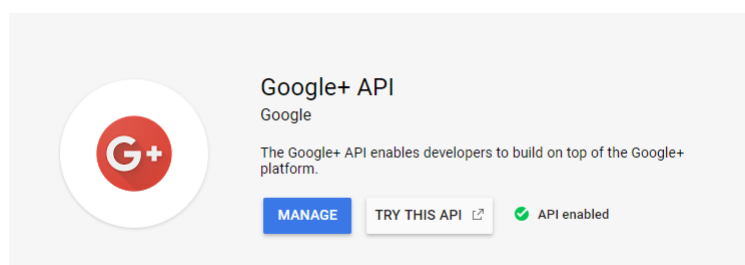 Google+ API
Google
The Google+ API enables developers to build on top of the Google+
platform.
G+
MANAGE
TRY THIS API
API enabled